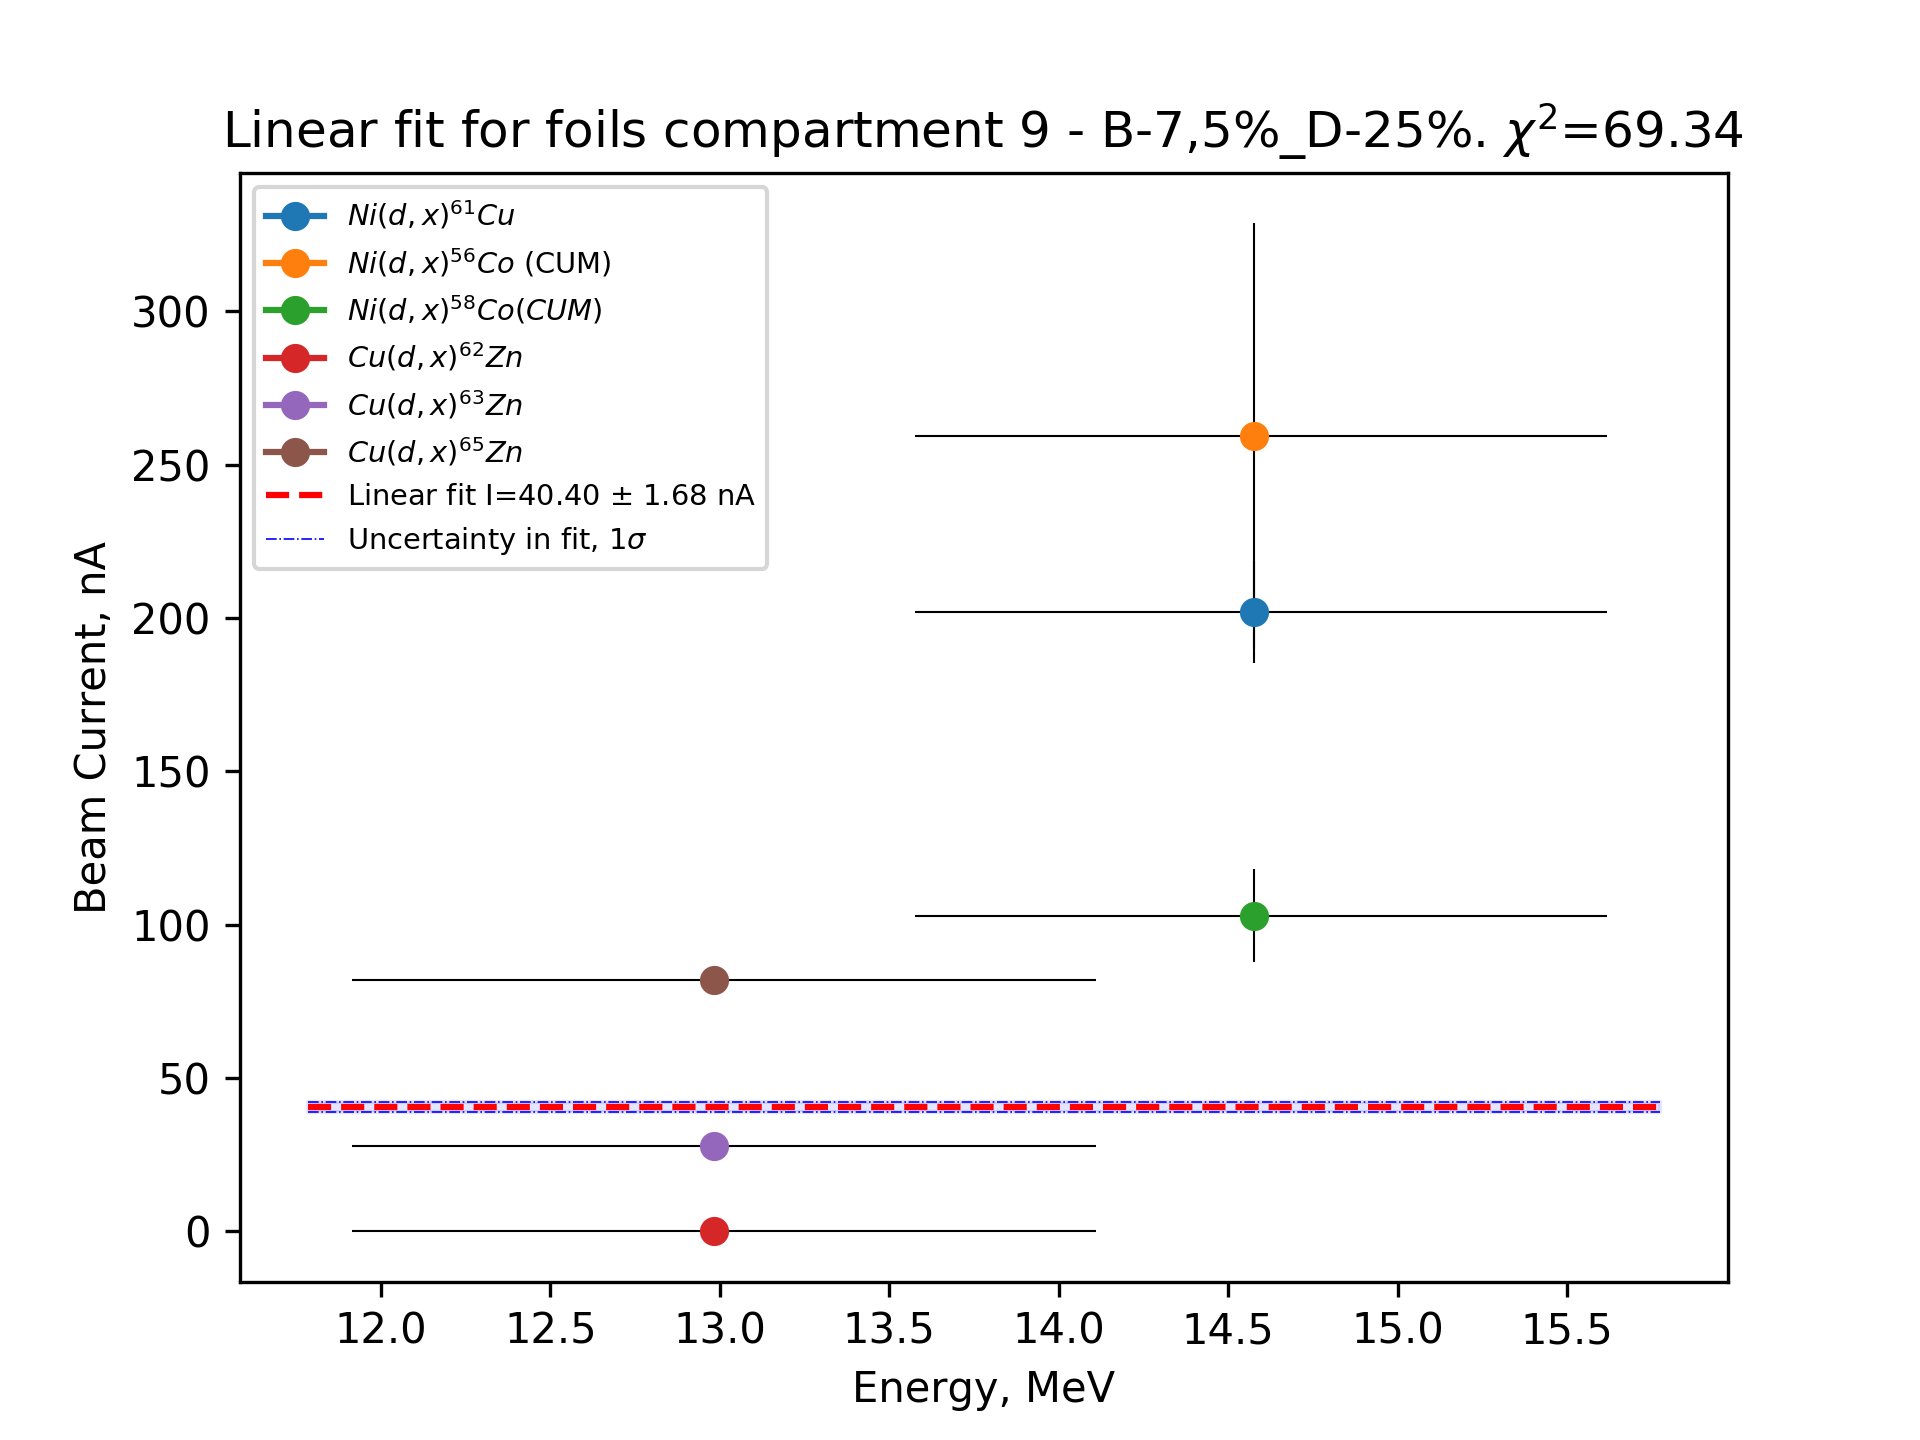 Linear fit for foils compartment 9 - B-7,5%_D-25%. χ²=69.34
Ni(d, x)⁶¹Cu
Ni(d, x)⁵⁶Co (CUM)
Ni(d, x)⁵⁸Co(CUM)
Cu(d, x)⁶²Zn
Cu(d, x)⁶³Zn
Cu(d, x)⁶⁵Zn
Linear fit I=40.40 ± 1.68 nA
Uncertainty in fit, 1σ
Beam Current, nA
300
250
200
150
100
50
0
12.0 12.5 13.0 13.5 14.0 14.5 15.0 15.5
Energy, MeV